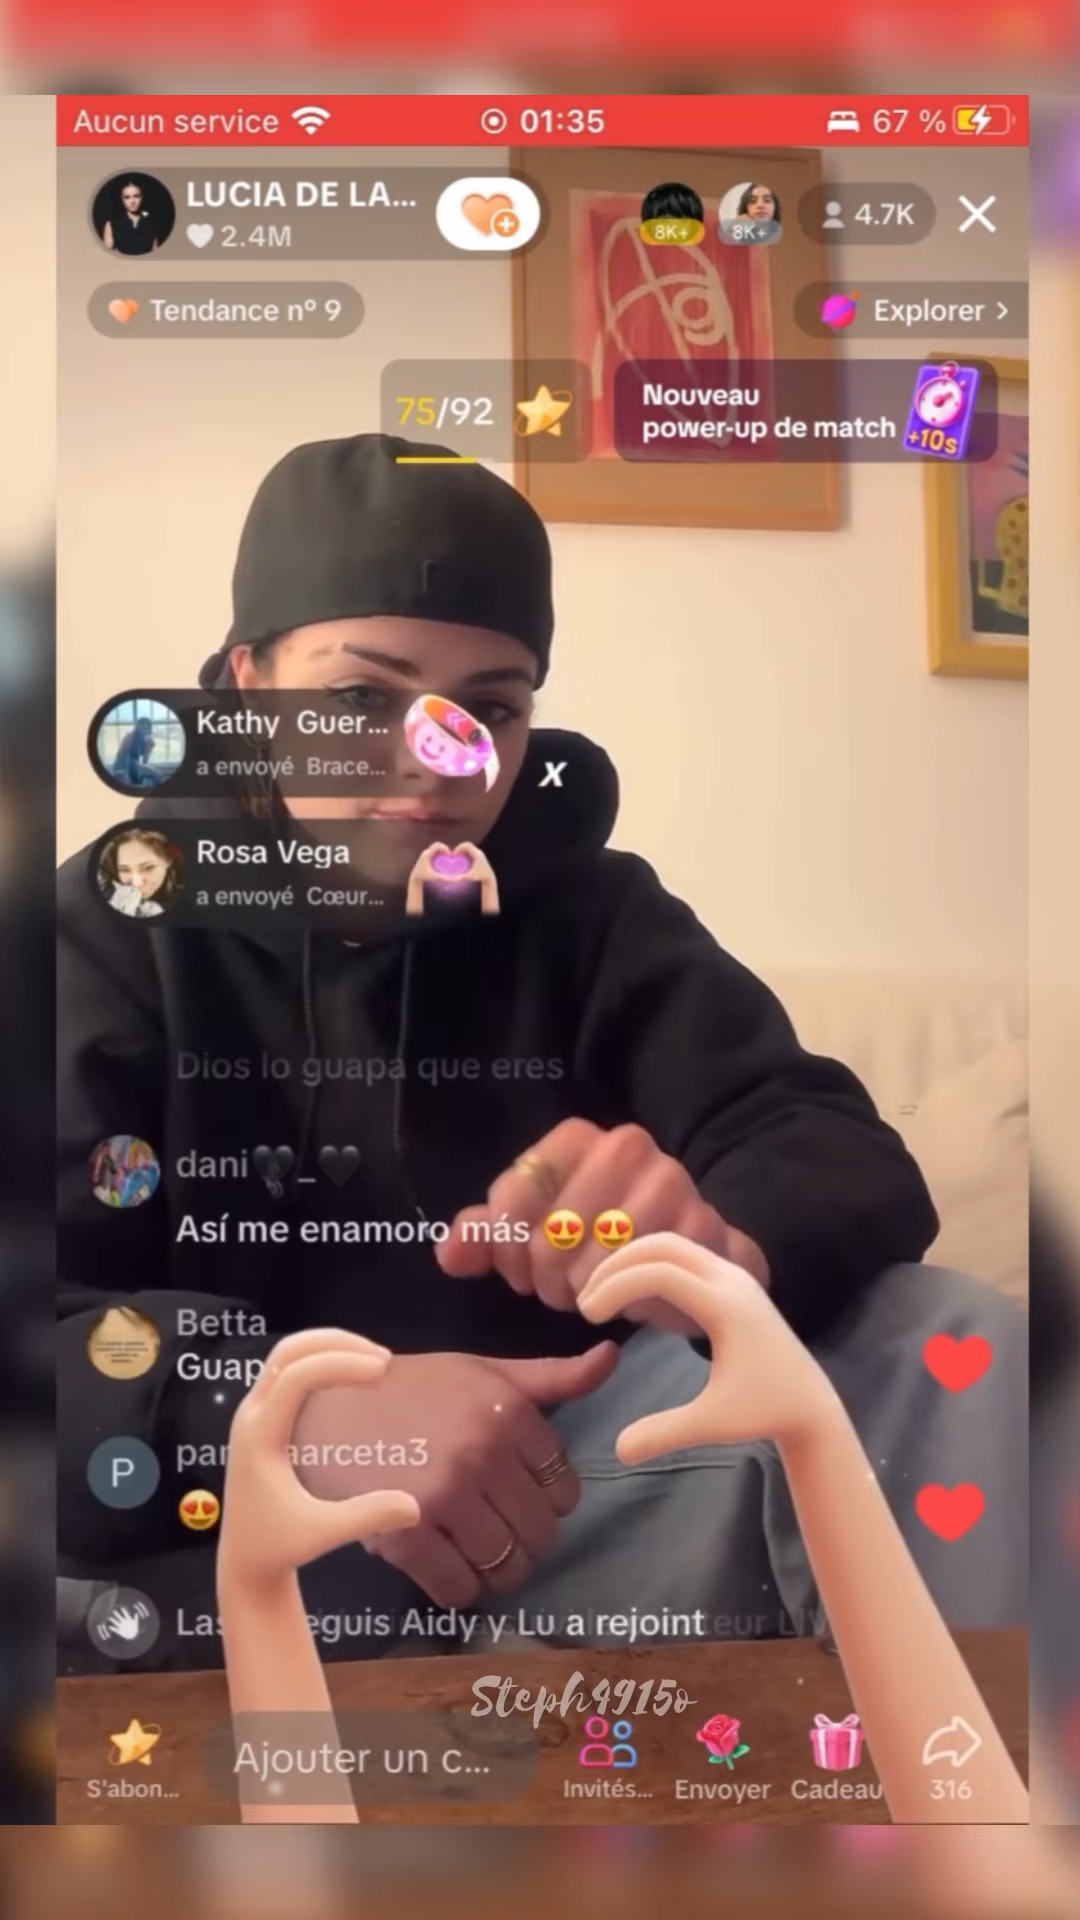 Aucun service
01:35
67 %
LUCIA DE LA...
2.4M
8K+
8K+
4.7K
Tendance nº 9
Explorer >
75/92
Nouveau
power-up de match
+10s
Kathy Guer...
a envoyé Brace...
x
Rosa Vega
a envoyé Cœur...
Dios lo guapa que eres
dani🖤_🖤
Así me enamoro más 😍😍
Betta
Guap
P
arceta3
😍
eguis Aidy y Lu a rejoint
Steph4915o
S'abon...
Ajouter un c...
Invités...
Envoyer
Cadeau
316